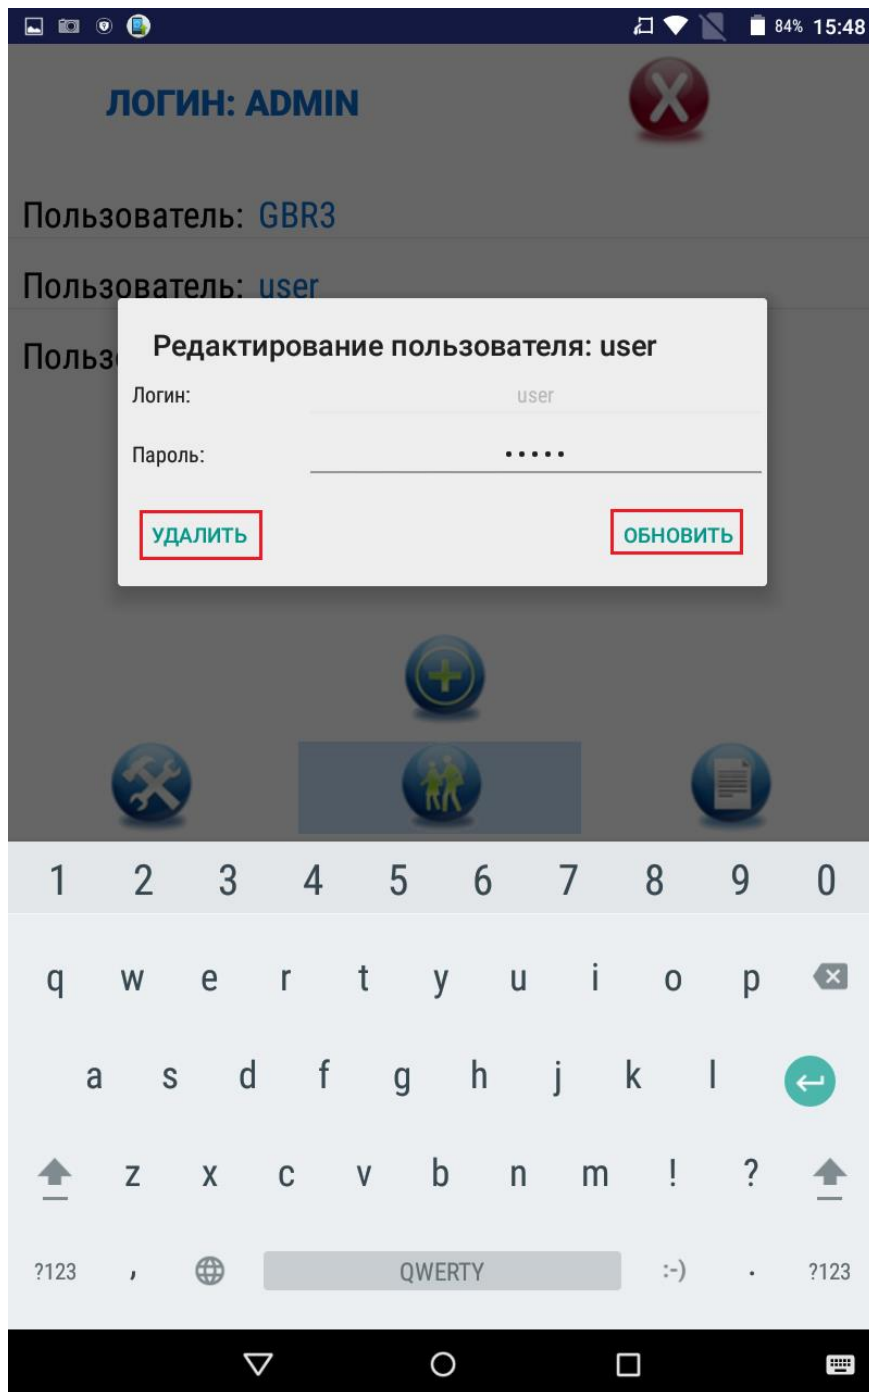 84% 15:48
ЛОГИН: ADMIN
Пользователь: GBR3
Пользователь: user
Польз
Редактирование пользователя: user
Логин: user
Пароль: •••••
УДАЛИТЬ ОБНОВИТЬ
1 2 3 4 5 6 7 8 9 0
q w e r t y u i o p
a s d f g h j k l
z x c v b n m ! ?
?123 , QWERTY :-) . ?123